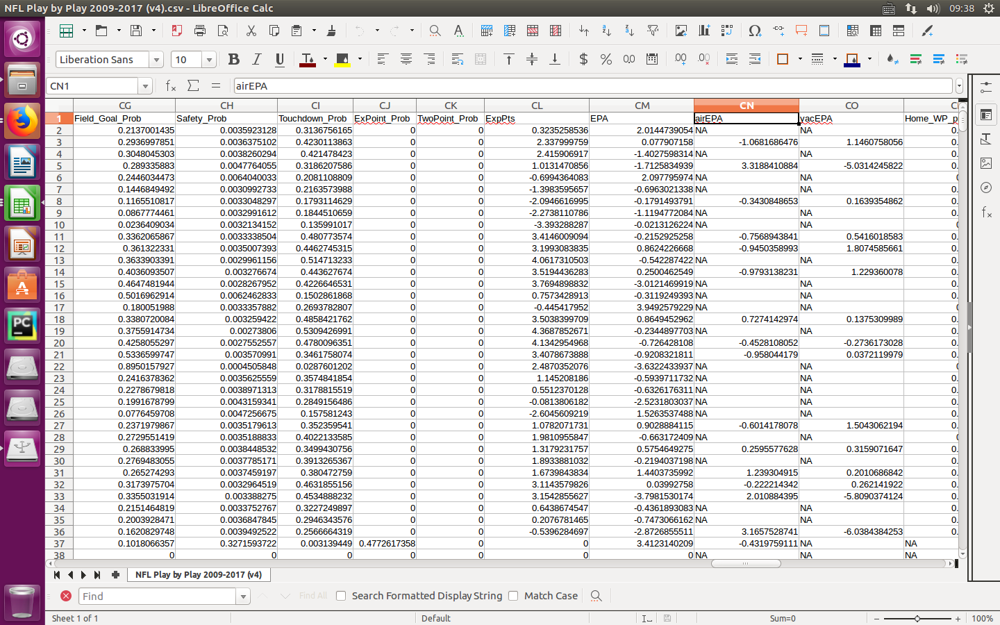 NFL Play by Play 2009-2017 (v4).csv - LibreOffice Calc 09:38
Liberation Sans 10
CN1 airEPA
CG CH CI CJ CK CL CM CN CO
1 Field_Goal_Prob Safety_Prob Touchdown_Prob ExPoint_Prob TwoPoint_Prob ExpPts EPA airEPA yacEPA Home_WP_p
2 0.2137001435 0.0035923128 0.3136756165 0 0 0.3235258536 2.0144739054 NA NA 0.
3 0.2936997851 0.0036375102 0.4230113863 0 0 2.337999759 0.077907158 -1.0681686476 1.1460758056 0.
4 0.3048045303 0.0038260294 0.421478423 0 0 2.415906917 -1.4027598314 NA NA 0.
5 0.289335883 0.0047764055 0.3186207586 0 0 1.0131470856 -1.7125834939 3.3188410884 -5.0314245822 0.
6 0.2446034473 0.0064040033 0.2081108809 0 0 -0.6994364083 2.097795974 NA NA
7 0.1446849492 0.0030992733 0.2163573988 0 0 -1.3983595657 -0.6963021338 NA NA 0.
8 0.1165510817 0.0033048297 0.1793114629 0 0 -2.0946616995 -0.1791493791 -0.3430848653 0.1639354862 0.
9 0.0867774461 0.0032991612 0.1844510659 0 0 -2.2738110786 -1.1194772084 NA NA 0.
10 0.0236409034 0.0032134152 0.135991017 0 0 -3.393288287 -0.0213126224 NA NA
11 0.3362065867 0.0033338504 0.480773574 0 0 3.4146009094 -0.2152925258 -0.7568943841 0.5416018583 0.
12 0.361322331 0.0035007393 0.4462745315 0 0 3.1993083835 0.8624226668 -0.9450358993 1.8074585661 0.
13 0.3633903391 0.0029961156 0.514713233 0 0 4.0617310503 -0.542287422 NA NA 0.
14 0.4036093507 0.003276674 0.443627674 0 0 3.5194436283 0.2500462549 -0.9793138231 1.229360078 0.
15 0.4647481944 0.0028267952 0.4226646531 0 0 3.7694898832 -3.0121469919 NA NA 0.
16 0.5016962914 0.0062462833 0.1502861868 0 0 0.7573428913 -0.3119249393 NA NA 0.
17 0.180051988 0.0033357882 0.2693782807 0 0 -0.445417952 3.9492579229 NA NA
18 0.3380720084 0.003259422 0.4858421762 0 0 3.5038399709 0.8649452962 0.7274142974 0.1375309989 0.
19 0.3755914734 0.00273806 0.5309426991 0 0 4.3687852671 -0.2344897703 NA NA 0.
20 0.4258055297 0.0027552557 0.4780096351 0 0 4.1342954968 -0.726428108 -0.4528108052 -0.2736173028 0.
21 0.5336599747 0.003570991 0.3461758074 0 0 3.4078673888 -0.9208321811 -0.958044179 0.0372119979 0.
22 0.8950157927 0.0004505848 0.0287601202 0 0 2.4870352076 -3.6322433937 NA NA
23 0.2416378362 0.0035625559 0.3574841854 0 0 1.145208186 -0.5939711732 NA NA 0.
24 0.2278679818 0.0038971313 0.3178815519 0 0 0.5512370128 -0.6326176311 NA NA 0.
25 0.1991678799 0.0043159341 0.2849156486 0 0 -0.0813806182 -2.5231803037 NA NA 0.
26 0.0776459708 0.0047256675 0.157581243 0 0 -2.6045609219 1.5263537488 NA NA 0.
27 0.2371979867 0.0035179613 0.352359541 0 0 1.0782071731 0.9028884115 -0.6014178078 1.5043062194 0.
28 0.2729551419 0.0035188833 0.4022133585 0 0 1.9810955847 -0.663172409 NA NA
29 0.268833995 0.0038448532 0.3499430756 0 0 1.3179231757 0.5754649275 0.2595577628 0.3159071647 0.
30 0.2769483055 0.0037785171 0.3913265367 0 0 1.8933881032 -0.2194037198 NA NA 0.
31 0.265274293 0.0037459197 0.380472759 0 0 1.6739843834 1.4403735992 1.239304915 0.2010686842 0.
32 0.3173975704 0.0032964519 0.4631855156 0 0 3.1143579826 0.03992758 -0.222214342 0.262141922 0.
33 0.3355031914 0.003388275 0.4534888232 0 0 3.1542855627 -3.7981530174 2.010884395 -5.8090374124 0.
34 0.2151464819 0.0033752767 0.3227249897 0 0 0.6438674547 -0.4361893083 NA NA 0.
35 0.2003928471 0.0036847845 0.2946343576 0 0 0.2076781465 -0.7473066162 NA NA 0.
36 0.1620829748 0.0039492522 0.2566664319 0 0 -0.5396284697 -2.8726855511 3.1657528741 -6.0384384253 0.
37 0.1018066357 0.3271593722 0.003139449 0.4772617358 0 0 3.4123140209 -0.4319759111 NA NA
38 0 0 0 0 0 0 0 NA NA NA
NFL Play by Play 2009-2017 (v4)
Find Find All Search Formatted Display String Match Case
Sheet 1 of 1 Default Sum=0 100%